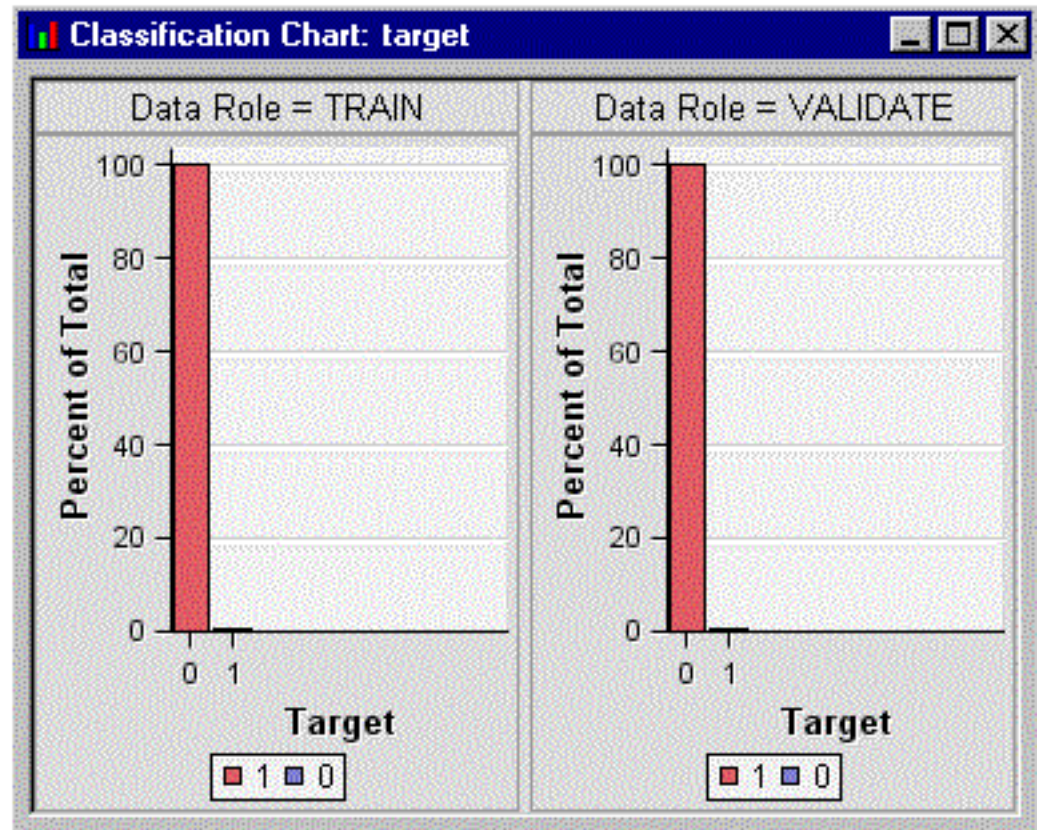 Classification Chart: target
Data Role = TRAIN
Percent of Total
100
80
60
40
20
0
0 1
Target
1 0
Data Role = VALIDATE
Percent of Total
100
80
60
40
20
0
0 1
Target
1 0